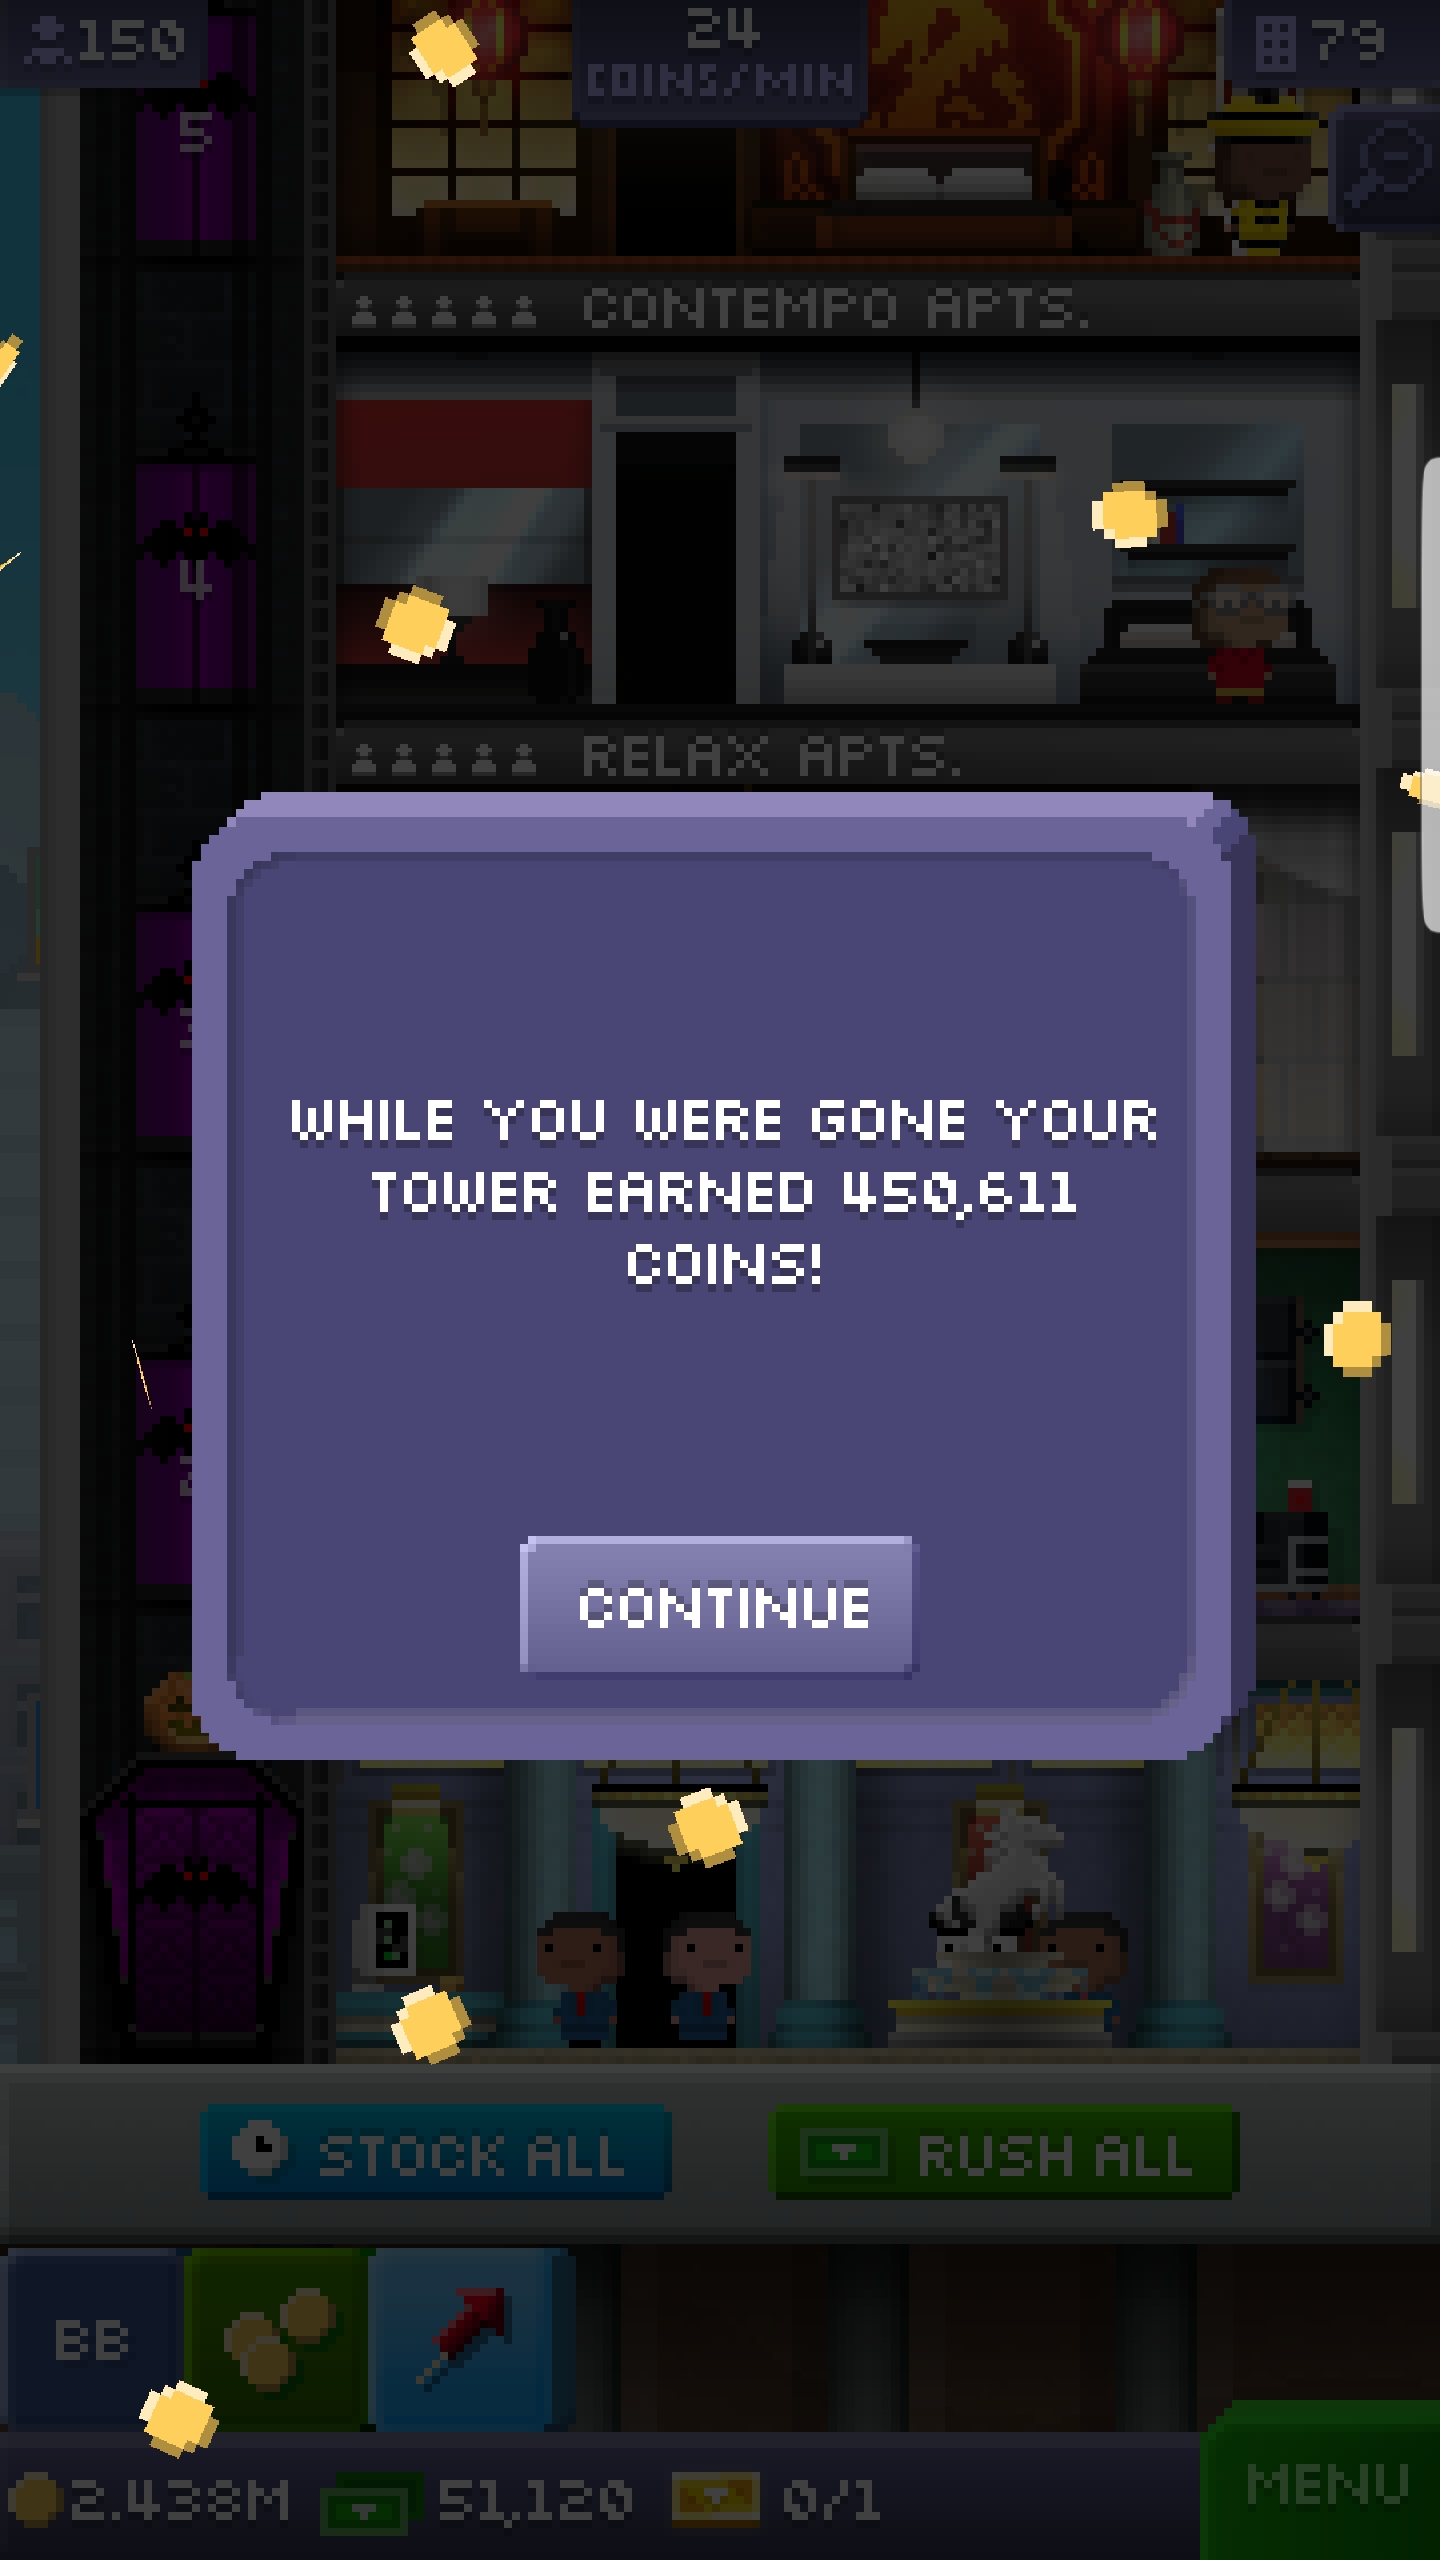 150
24
COINS/MIN
79
5
CONTEMPO APTS.
4
RELAX APTS.
WHILE YOU WERE GONE YOUR
TOWER EARNED 450,611
COINS!
CONTINUE
STOCK ALL
RUSH ALL
BB
2.438M
51,120
0/1
MENU